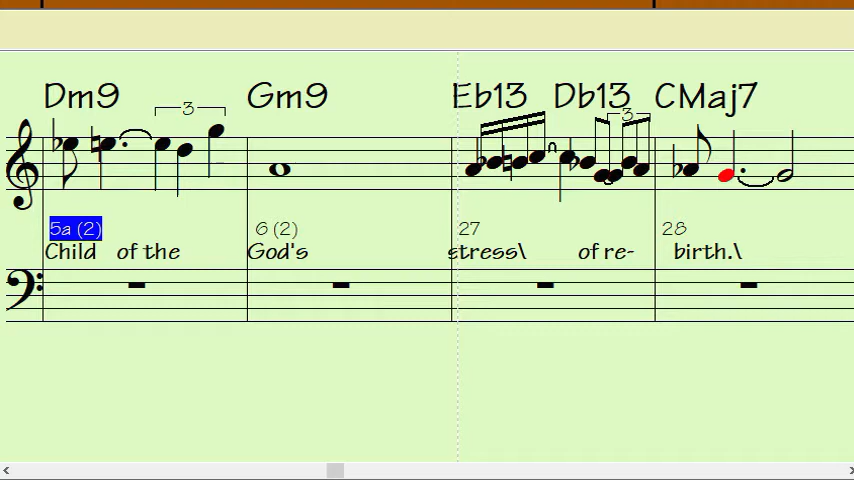 Dm9 Gm9 Eb13 Db13 CMaj7
3 3
5a (2) 6 (2) 27 28
Child of the God's stress\ of re- birth.\